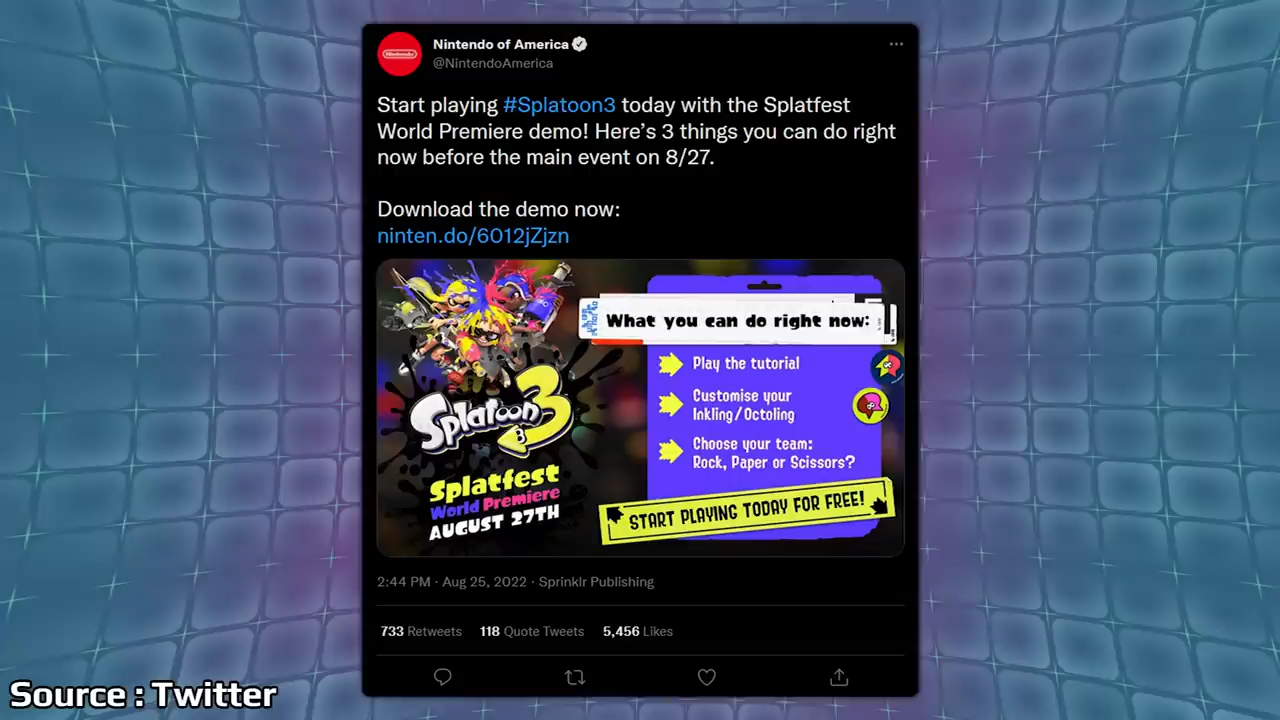 Nintendo of America
@NintendoAmerica
Start playing #Splatoon3 today with the Splatfest
World Premiere demo! Here’s 3 things you can do right
now before the main event on 8/27.
Download the demo now:
ninten.do/6012jZjzn
Splatoon 3
Splatfest
World Premiere
AUGUST 27TH
What you can do right now:
Play the tutorial
Customise your
Inkling/Octoling
Choose your team:
Rock, Paper or Scissors?
START PLAYING TODAY FOR FREE!
2:44 PM · Aug 25, 2022 · Sprinklr Publishing
733 Retweets 118 Quote Tweets 5,456 Likes
Source : Twitter